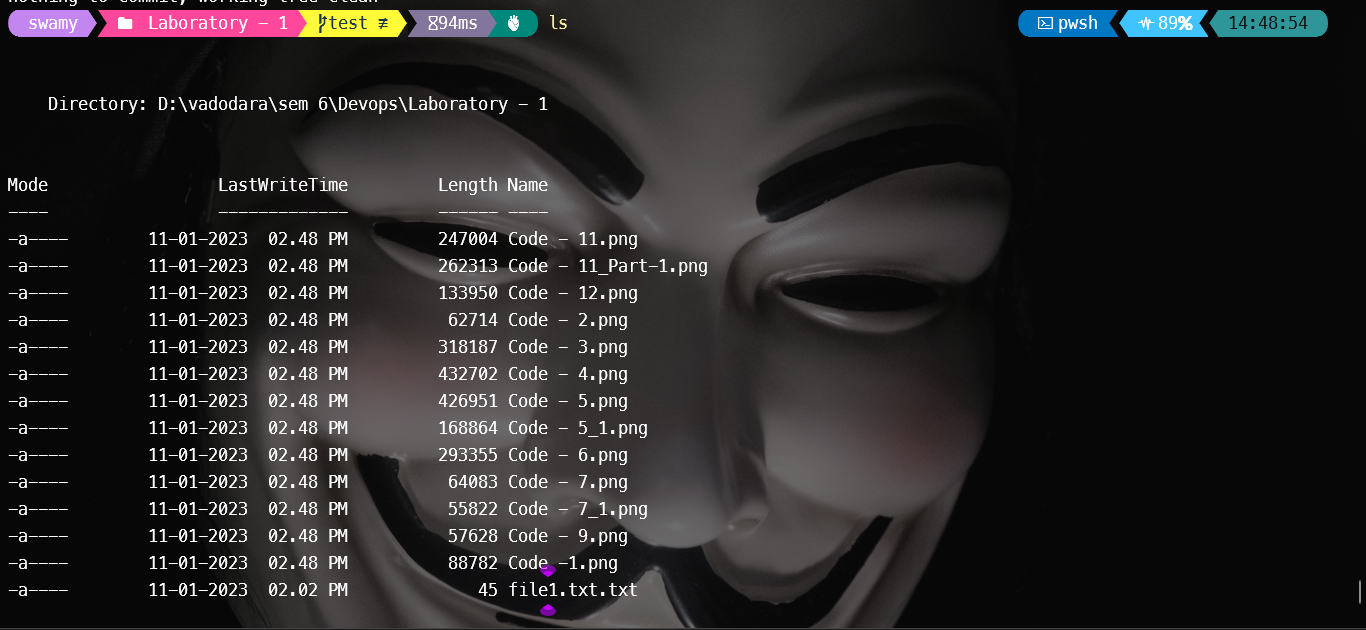 nothing to commit, working tree clean
swamy Laboratory - 1 test ≢ 94ms ls pwsh 89% 14:48:54
Directory: D:\vadodara\sem 6\Devops\Laboratory - 1
Mode LastWriteTime Length Name
---- ------------- ------ ----
-a---- 11-01-2023 02.48 PM 247004 Code - 11.png
-a---- 11-01-2023 02.48 PM 262313 Code - 11_Part-1.png
-a---- 11-01-2023 02.48 PM 133950 Code - 12.png
-a---- 11-01-2023 02.48 PM 62714 Code - 2.png
-a---- 11-01-2023 02.48 PM 318187 Code - 3.png
-a---- 11-01-2023 02.48 PM 432702 Code - 4.png
-a---- 11-01-2023 02.48 PM 426951 Code - 5.png
-a---- 11-01-2023 02.48 PM 168864 Code - 5_1.png
-a---- 11-01-2023 02.48 PM 293355 Code - 6.png
-a---- 11-01-2023 02.48 PM 64083 Code - 7.png
-a---- 11-01-2023 02.48 PM 55822 Code - 7_1.png
-a---- 11-01-2023 02.48 PM 57628 Code - 9.png
-a---- 11-01-2023 02.48 PM 88782 Code -1.png
-a---- 11-01-2023 02.02 PM 45 file1.txt.txt